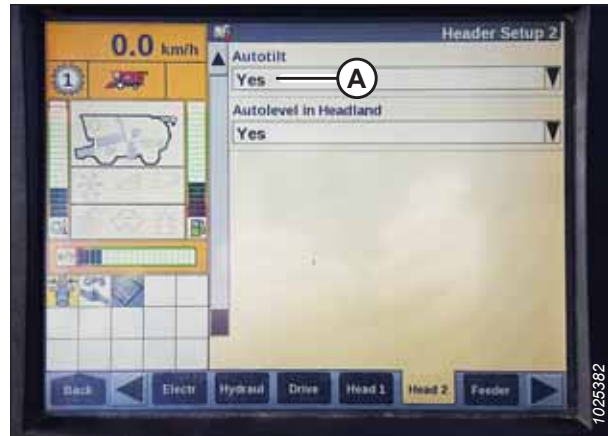 0.0 km/h
Header Setup 2
Autotilt
Yes
A
1
Autolevel in Headland
Yes
GPS
Back
Electr
Hydraul
Drive
Head 1
Head 2
Feeder
1025382